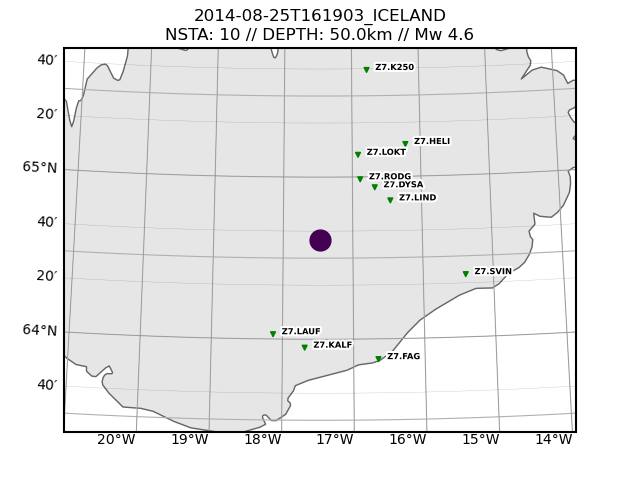 2014-08-25T161903_ICELAND
NSTA: 10 // DEPTH: 50.0km // Mw 4.6
40′
Z7.K250
20′
Z7.HELI
Z7.LOKT
65°N
Z7.RODG
Z7.DYSA
Z7.LIND
40′
Z7.SVIN
20′
64°N
Z7.LAUF
Z7.KALF
Z7.FAG
40′
20°W 19°W 18°W 17°W 16°W 15°W 14°W